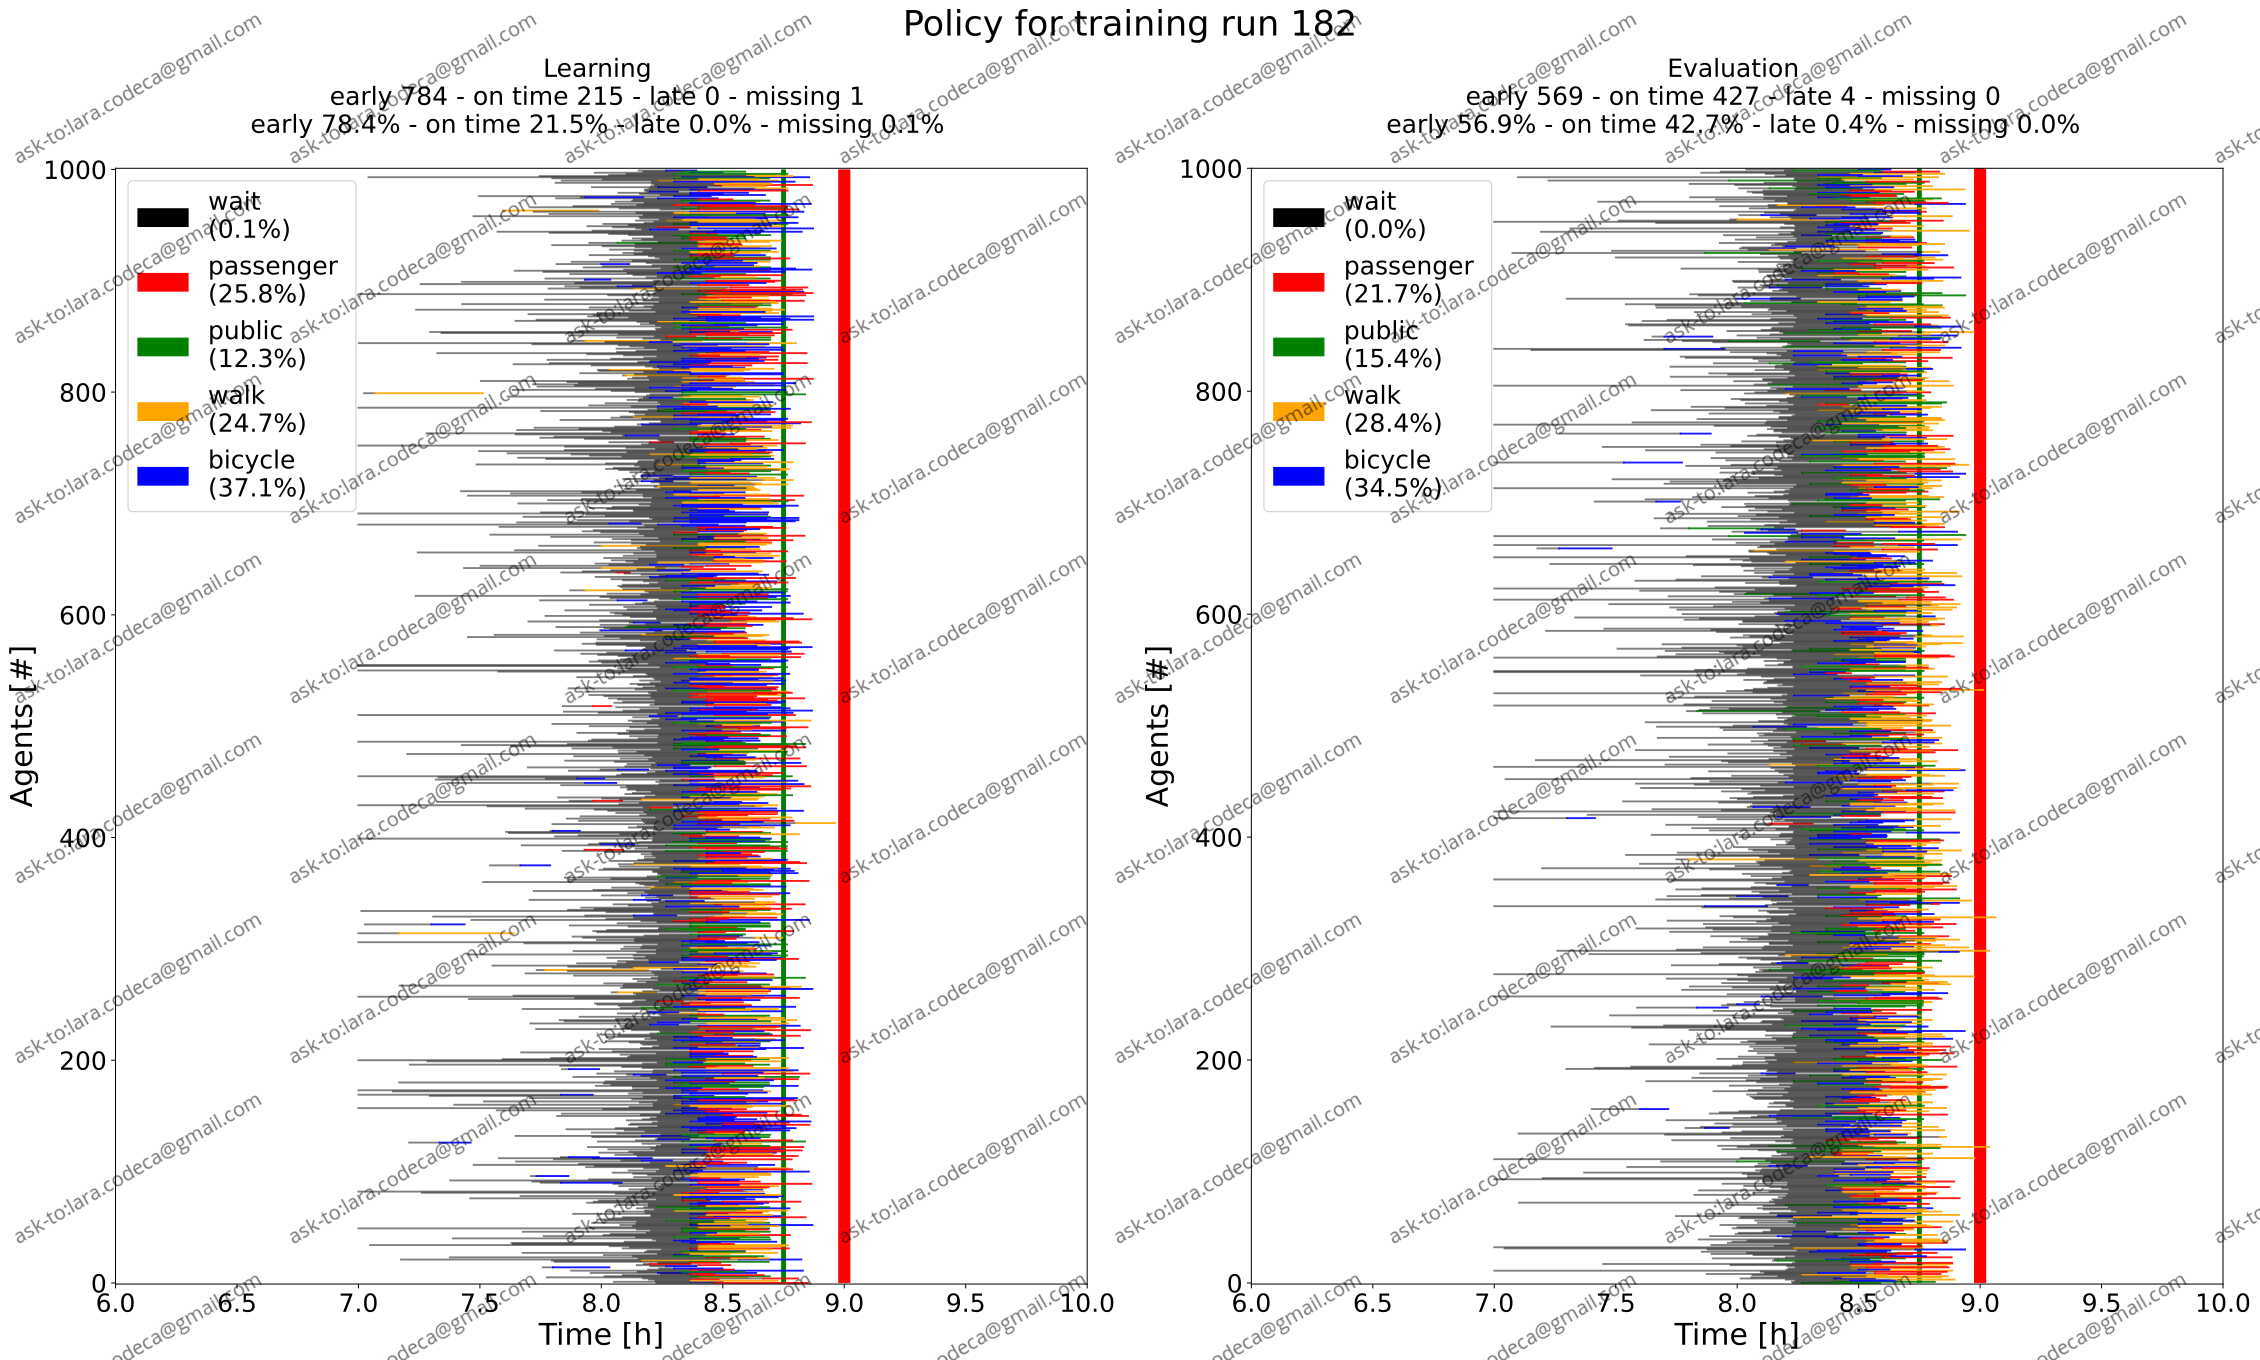 Policy for training run 182
Learning
early 784 - on time 215 - late 0 - missing 1
early 78.4% - on time 21.5% - late 0.0% - missing 0.1%
1000
800
600
400
200
0
Agents [#]
wait
(0.1%)
passenger
(25.8%)
public
(12.3%)
walk
(24.7%)
bicycle
(37.1%)
6.0 6.5 7.0 7.5 8.0 8.5 9.0 9.5 10.0
Time [h]
Evaluation
early 569 - on time 427 - late 4 - missing 0
early 56.9% - on time 42.7% - late 0.4% - missing 0.0%
1000
800
600
400
200
0
Agents [#]
wait
(0.0%)
passenger
(21.7%)
public
(15.4%)
walk
(28.4%)
bicycle
(34.5%)
6.0 6.5 7.0 7.5 8.0 8.5 9.0 9.5 10.0
Time [h]
ask-to:lara.codeca@gmail.com